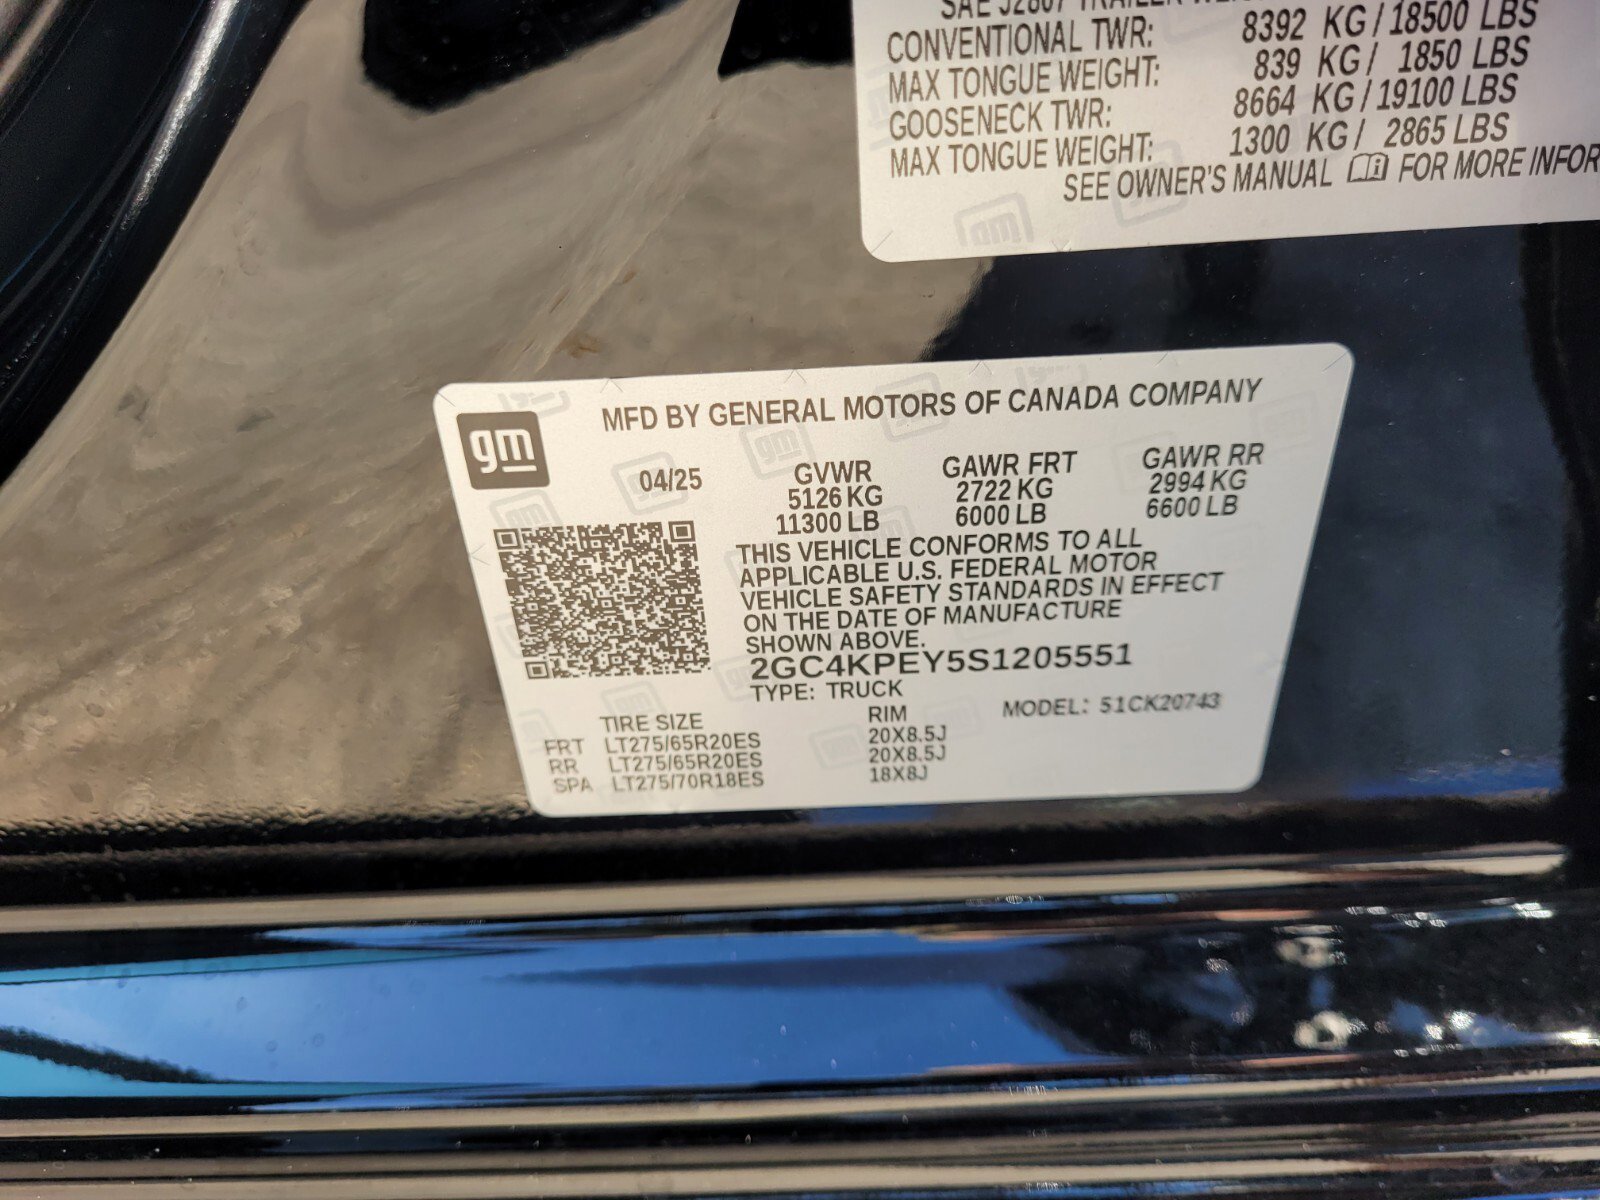 SAE J2807 TRAILER
CONVENTIONAL TWR: 8392 KG / 18500 LBS
MAX TONGUE WEIGHT: 839 KG / 1850 LBS
GOOSENECK TWR: 8664 KG / 19100 LBS
MAX TONGUE WEIGHT: 1300 KG / 2865 LBS
SEE OWNER'S MANUAL FOR MORE INFOR
gm
MFD BY GENERAL MOTORS OF CANADA COMPANY
04/25 GVWR GAWR FRT GAWR RR
5126 KG 2722 KG 2994 KG
11300 LB 6000 LB 6600 LB
THIS VEHICLE CONFORMS TO ALL
APPLICABLE U.S. FEDERAL MOTOR
VEHICLE SAFETY STANDARDS IN EFFECT
ON THE DATE OF MANUFACTURE
SHOWN ABOVE.
2GC4KPEY5S1205551
TYPE: TRUCK
MODEL: 51CK20743
TIRE SIZE RIM
FRT LT275/65R20ES 20X8.5J
RR LT275/65R20ES 20X8.5J
SPA LT275/70R18ES 18X8J